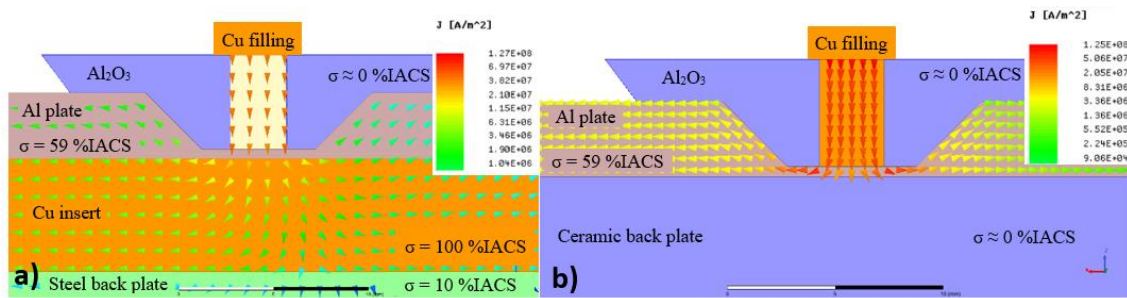 J [A/m^2]
Cu filling
1.27E+08
6.97E+07
3.82E+07
2.10E+07
1.15E+07
6.31E+06
3.46E+06
1.90E+06
1.04E+06
Al₂O₃
σ ≈ 0 %IACS
Al plate
σ = 59 %IACS
Cu insert
σ = 100 %IACS
a)
Steel back plate
σ = 10 %IACS
J [A/m^2]
Cu filling
1.25E+08
5.06E+07
2.05E+07
8.31E+06
3.36E+06
1.36E+06
5.52E+05
2.24E+05
9.06E+04
Al₂O₃
σ ≈ 0 %IACS
Al plate
σ = 59 %IACS
Ceramic back plate
σ ≈ 0 %IACS
b)